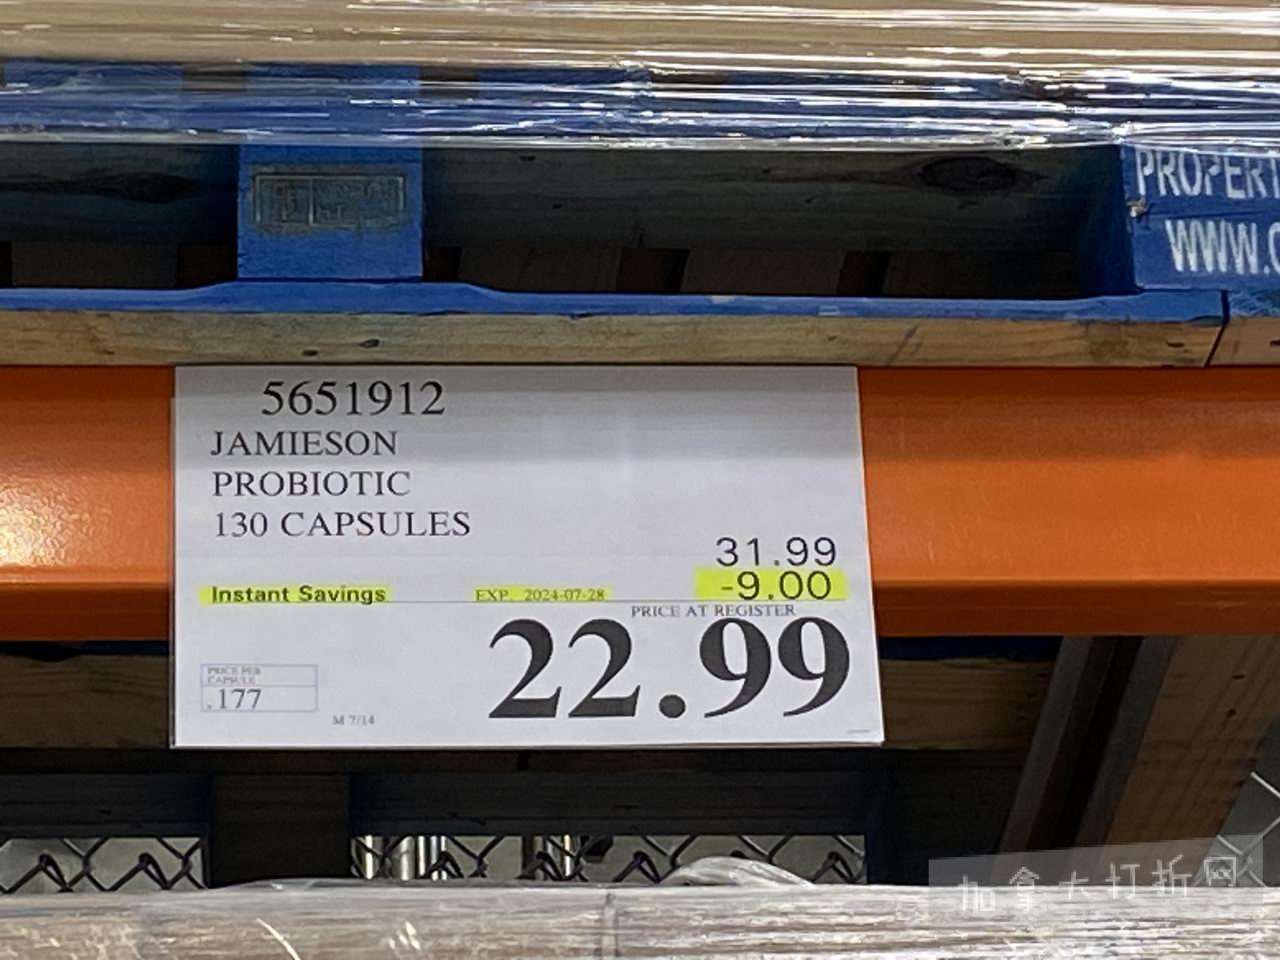 PROPERT
WWW.C
5651912
JAMIESON
PROBIOTIC
130 CAPSULES
31.99
Instant Savings EXP. 2024-07-28 -9.00
PRICE AT REGISTER
22.99
PRICE PER
CAPSULE
.177
M 7/14
加拿大打折网